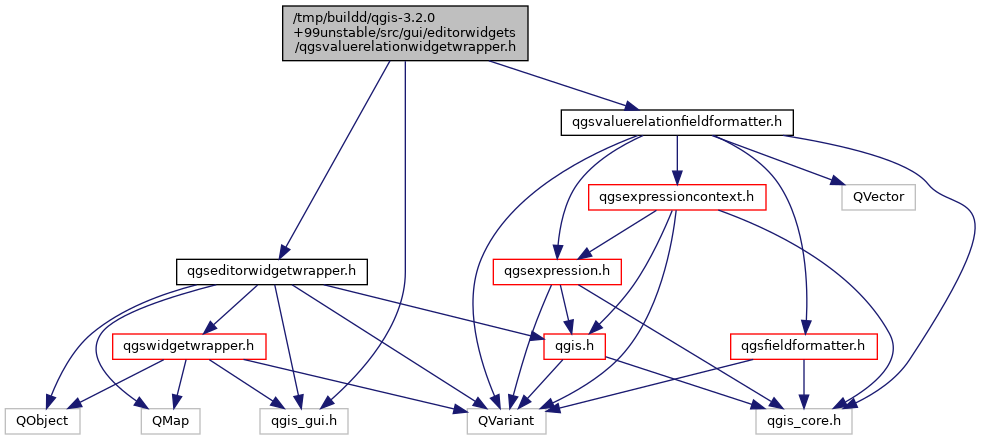 /tmp/buildd/qgis-3.2.0
+99unstable/src/gui/editorwidgets
/qgsvaluerelationwidgetwrapper.h
qgsvaluerelationfieldformatter.h
qgsexpressioncontext.h
QVector
qgseditorwidgetwrapper.h
qgsexpression.h
qgswidgetwrapper.h
qgis.h
qgsfieldformatter.h
QObject
QMap
qgis_gui.h
QVariant
qgis_core.h